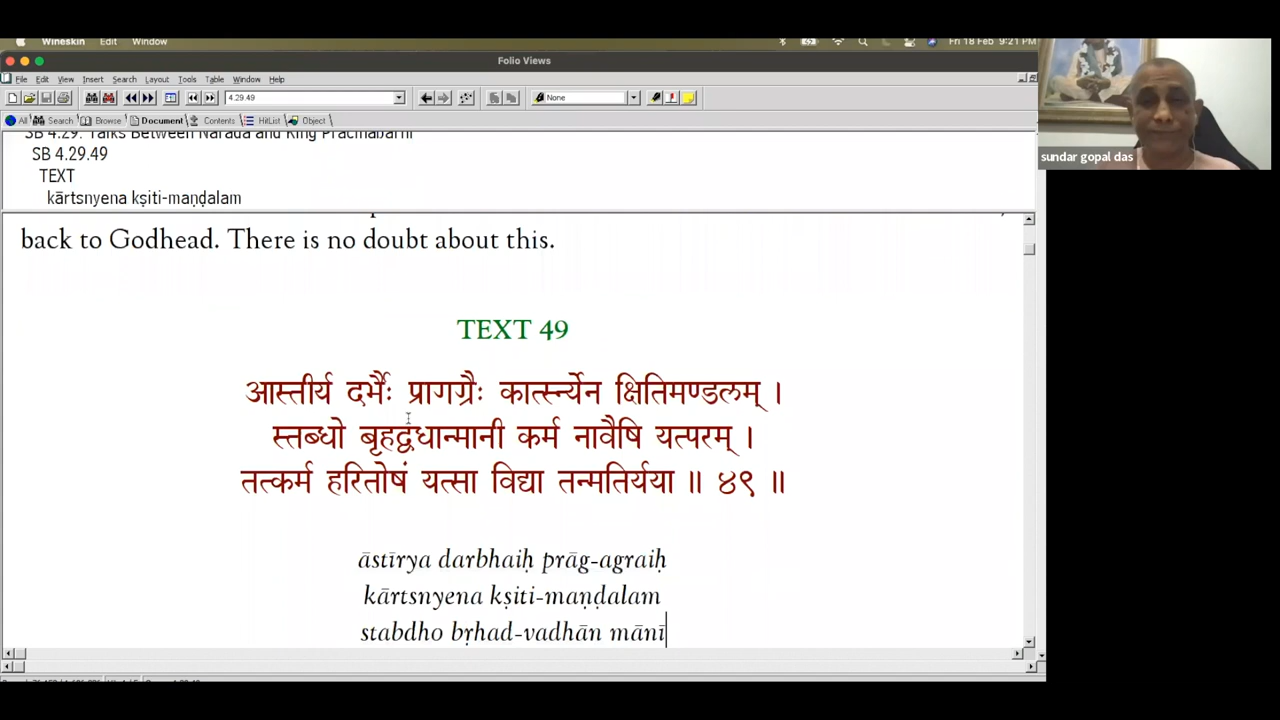 Wineskin Edit Window Fri 18 Feb 9:21 PM
Folio Views
File Edit View Insert Search Layout Tools Table Window Help
4.29.49 None
All Search Browse Document Contents HitList Object
SB 4.29: Talks Between Narada and King Pracinabarhi
SB 4.29.49
TEXT
kārtsnyena kṣiti-maṇḍalam
sundar gopal das
back to Godhead. There is no doubt about this.
TEXT 49
आस्तीर्य दर्भैः प्रागग्रैः कार्त्स्न्येन क्षितिमण्डलम् ।
स्तब्धो बृहद्वधान्मानी कर्म नावैषि यत्परम् ।
तत्कर्म हरितोषं यत्सा विद्या तन्मतिर्यया ॥ ४९ ॥
āstīrya darbhaiḥ prāg-agraiḥ
kārtsnyena kṣiti-maṇḍalam
stabdho bṛhad-vadhān mānī